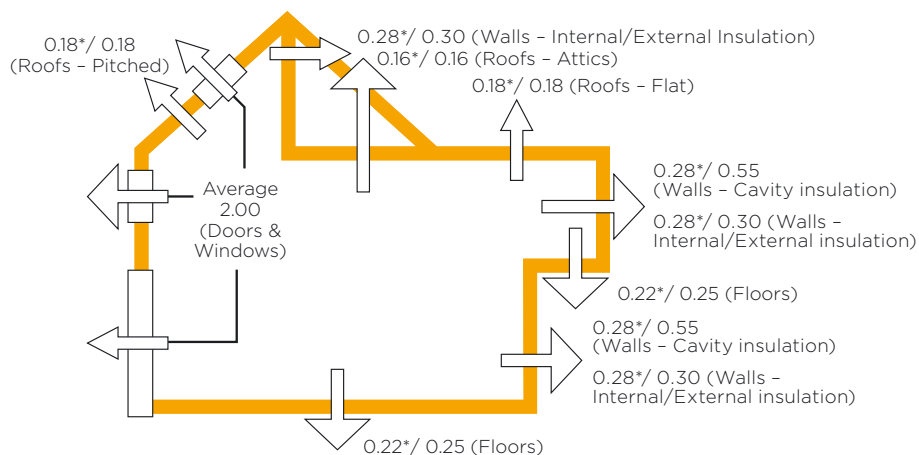 0.18*/ 0.18
(Roofs – Pitched)
0.28*/ 0.30 (Walls – Internal/External Insulation)
0.16*/ 0.16 (Roofs – Attics)
0.18*/ 0.18 (Roofs – Flat)
Average
2.00
(Doors &
Windows)
0.28*/ 0.55
(Walls – Cavity insulation)
0.28*/ 0.30 (Walls –
Internal/External insulation)
0.22*/ 0.25 (Floors)
0.28*/ 0.55
(Walls – Cavity insulation)
0.28*/ 0.30 (Walls –
Internal/External insulation)
0.22*/ 0.25 (Floors)